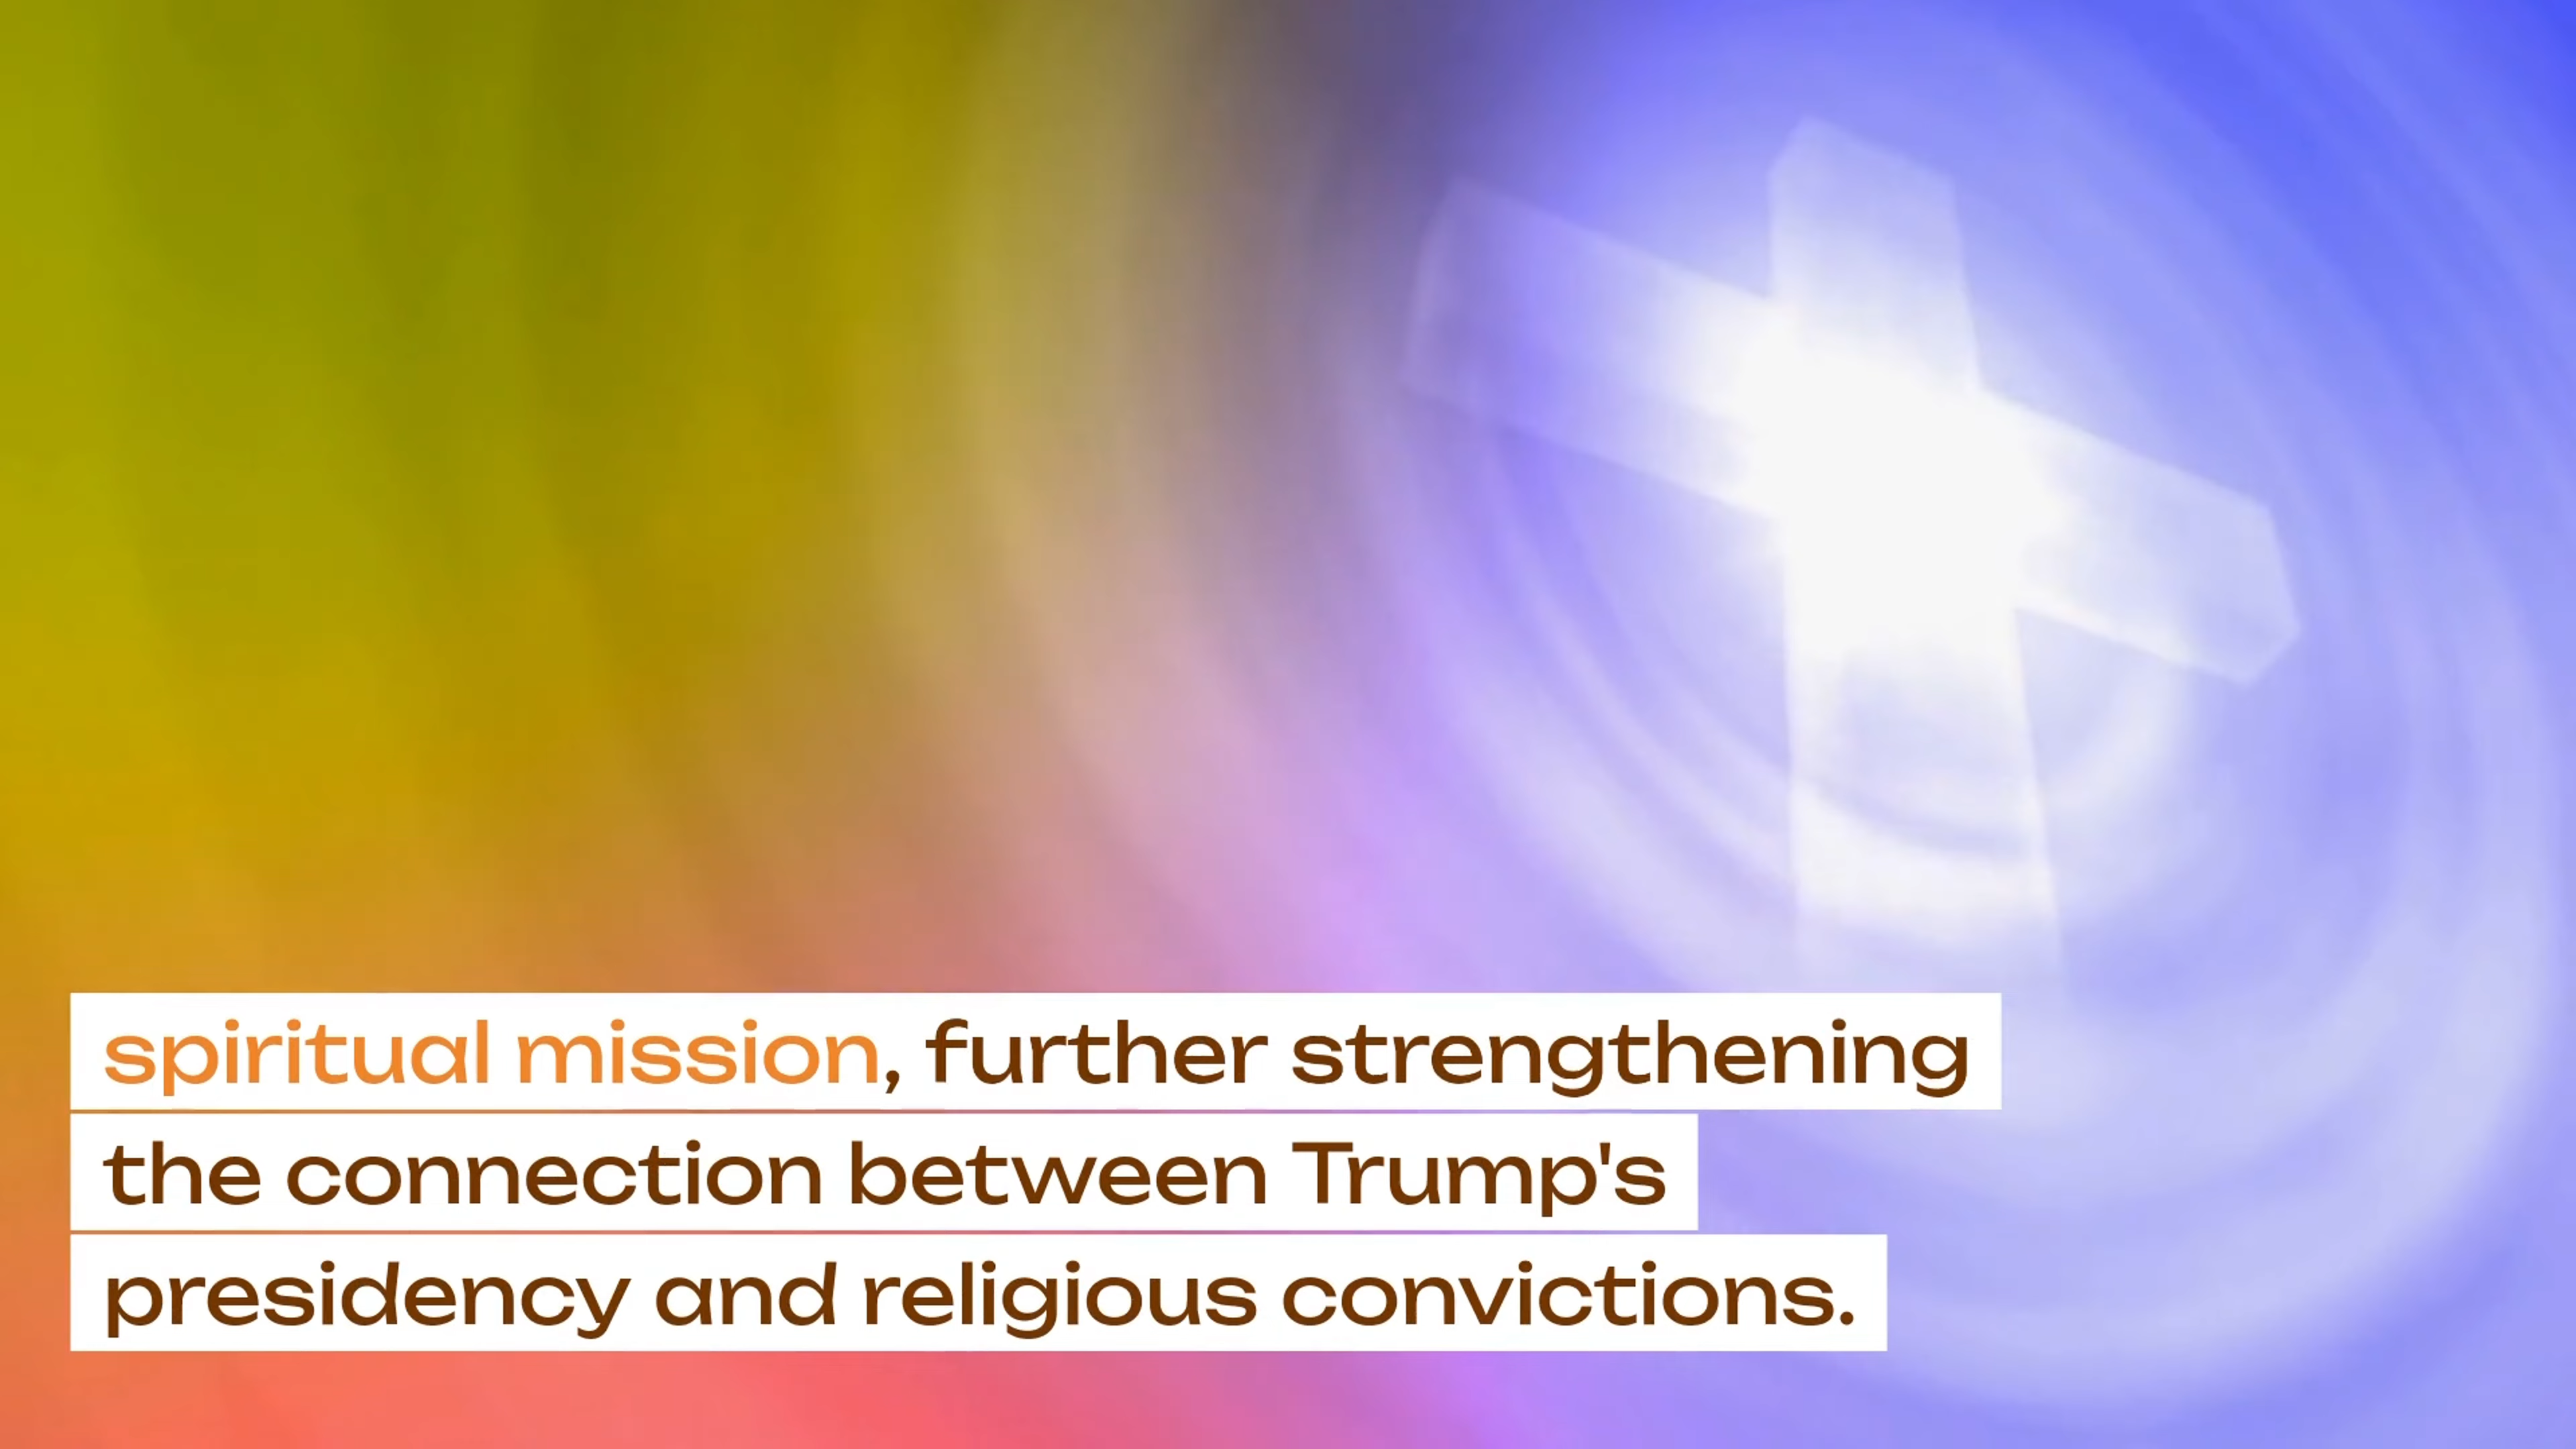 spiritual mission, further strengthening
the connection between Trump's
presidency and religious convictions.